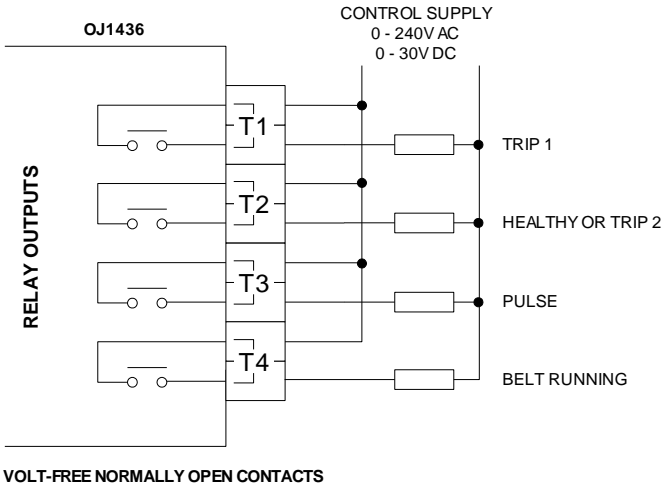 OJ1436
CONTROL SUPPLY
0 - 240V AC
0 - 30V DC
RELAY OUTPUTS
T1
TRIP 1
T2
HEALTHY OR TRIP 2
T3
PULSE
T4
BELT RUNNING
VOLT-FREE NORMALLY OPEN CONTACTS